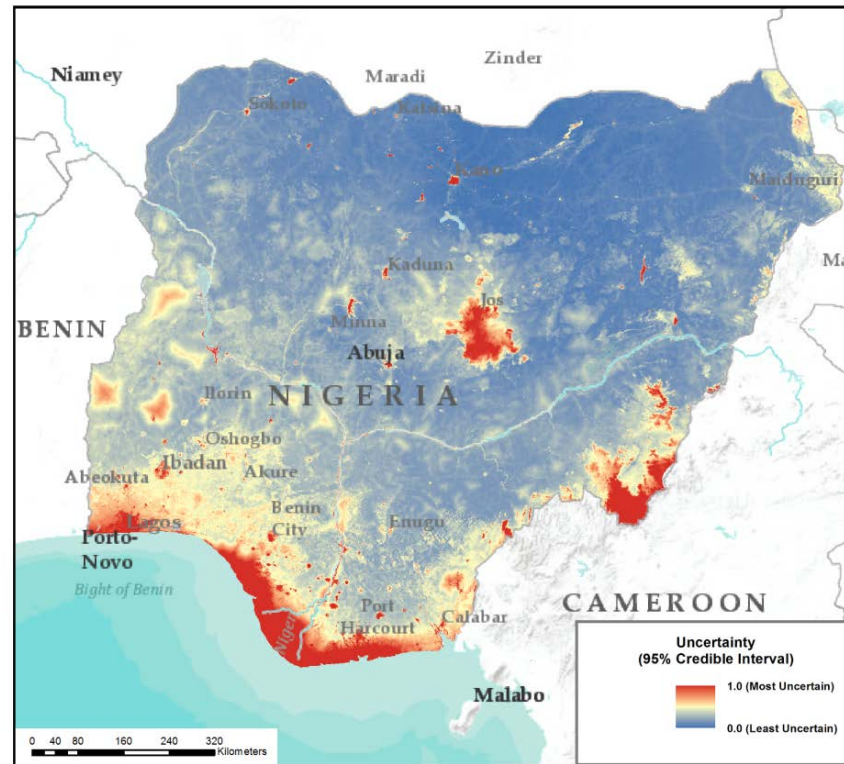 Zinder
Niamey
Maradi
Sokoto
Katsina
Kano
Maiduguri
Ma
Kaduna
Jos
BENIN
Minna
Abuja
Ilorin
NIGERIA
Oshogbo
Ibadan
Abeokuta
Akure
Benin
City
Enugu
Lagos
Porto-
Novo
Bight of Benin
Niger
Port
Harcourt
Calabar
CAMEROON
Malabo
Uncertainty
(95% Credible Interval)
1.0 (Most Uncertain)
0.0 (Least Uncertain)
0 40 80 160 240 320
Kilometers